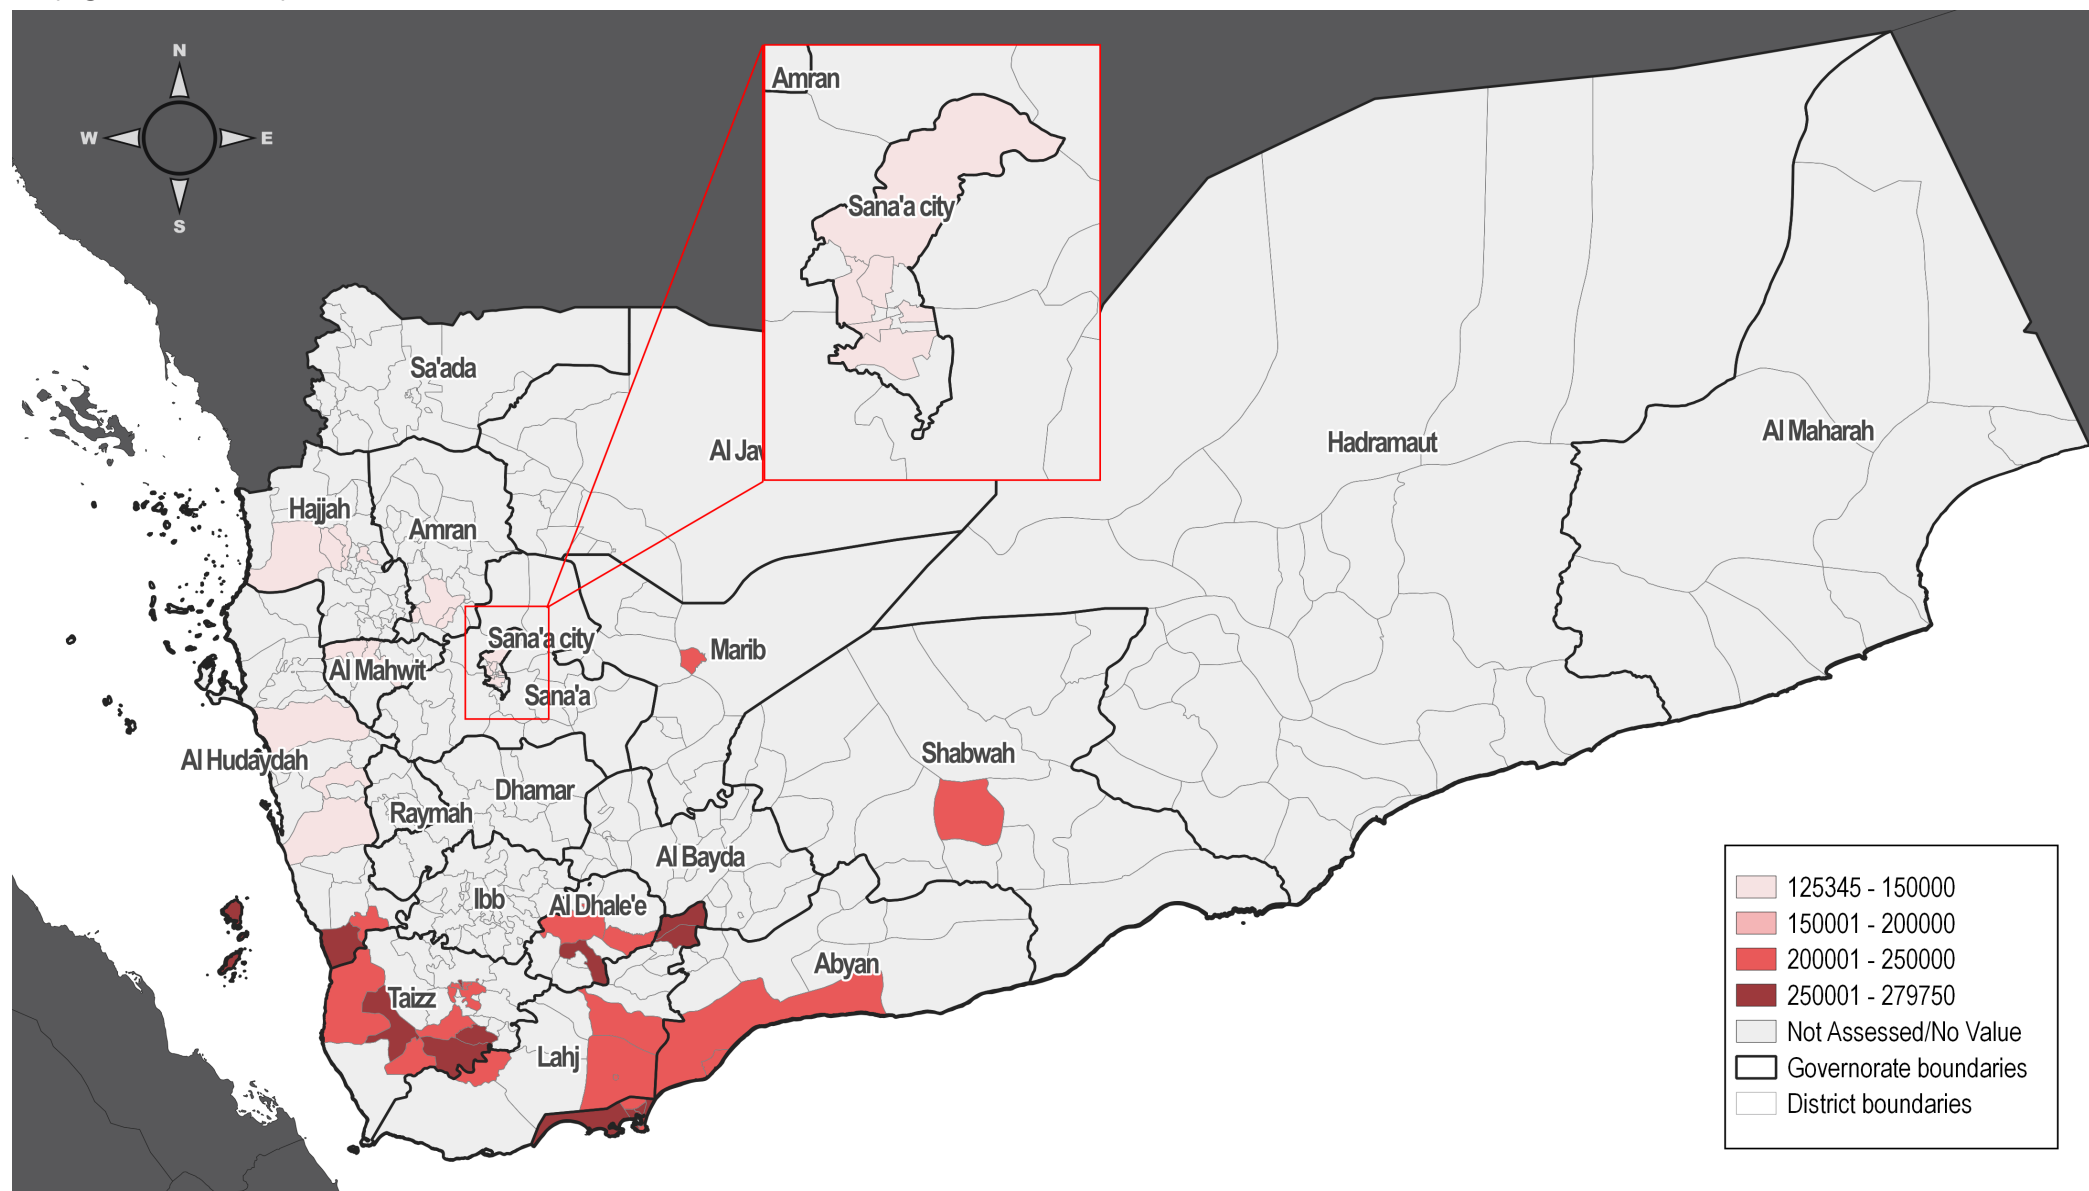 N
W
E
S
Amran
Sana'a city
Sa'ada
Al Jav
Hadramaut
Al Maharah
Hajjah
Amran
Sana'a city
Al Mahwit
Marib
Sana'a
Al Hudaydah
Shabwah
Dhamar
Raymah
Al Bayda
Ibb
Al Dhale'e
Abyan
Taizz
Lahj
125345 - 150000
150001 - 200000
200001 - 250000
250001 - 279750
Not Assessed/No Value
Governorate boundaries
District boundaries